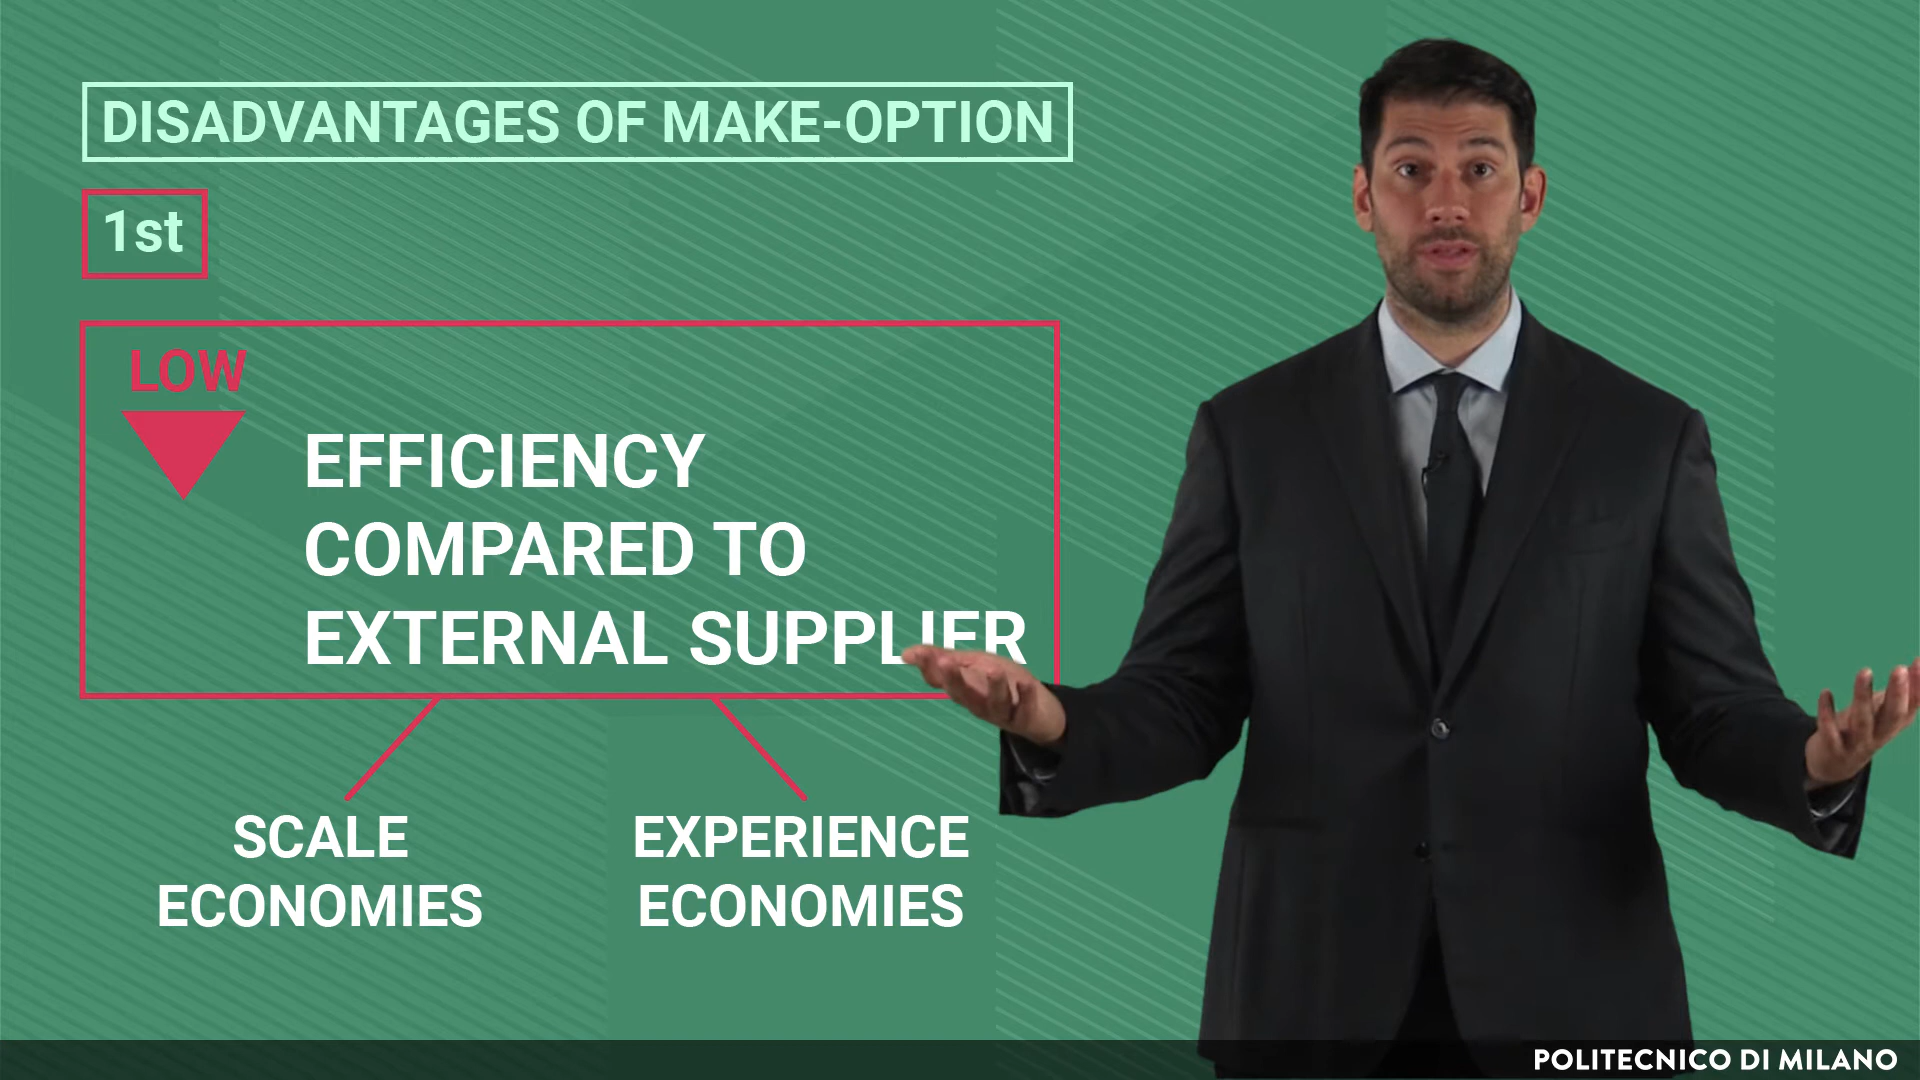 DISADVANTAGES OF MAKE-OPTION
1st
LOW
EFFICIENCY
COMPARED TO
EXTERNAL SUPPLIER
SCALE
ECONOMIES
EXPERIENCE
ECONOMIES
POLITECNICO DI MILANO